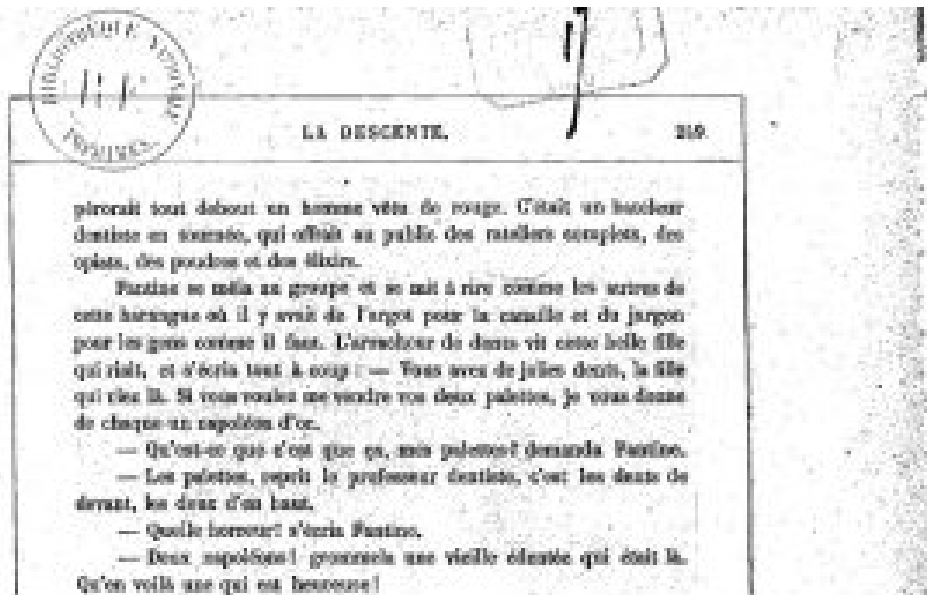 BIBLIOTHÈQUE NATIONALE
IMPRIMÉS
LA DESCENTE. 249
pérorait tout debout un homme vêtu de rouge. C'était un bateleur
dentiste en tournée, qui offrait au public des rateliers complets, des
opiats, des poudres et des élixirs.
Fantine se mêla au groupe et se mit à rire comme les autres de
cette harangue où il y avait de l'argot pour la canaille et du jargon
pour les gens comme il faut. L'arracheur de dents vit cette belle fille
qui riait, et s'écria tout à coup : — Vous avez de jolies dents, la fille
qui riez là. Si vous voulez me vendre vos deux palettes, je vous donne
de chaque un napoléon d'or.
— Qu'est-ce que c'est que ça, mes palettes? demanda Fantine.
— Les palettes, reprit le professeur dentiste, c'est les dents de
devant, les deux d'en haut.
— Quelle horreur! s'écria Fantine.
— Deux napoléons! grommela une vieille édentée qui était là.
Qu'en voilà une qui est heureuse!